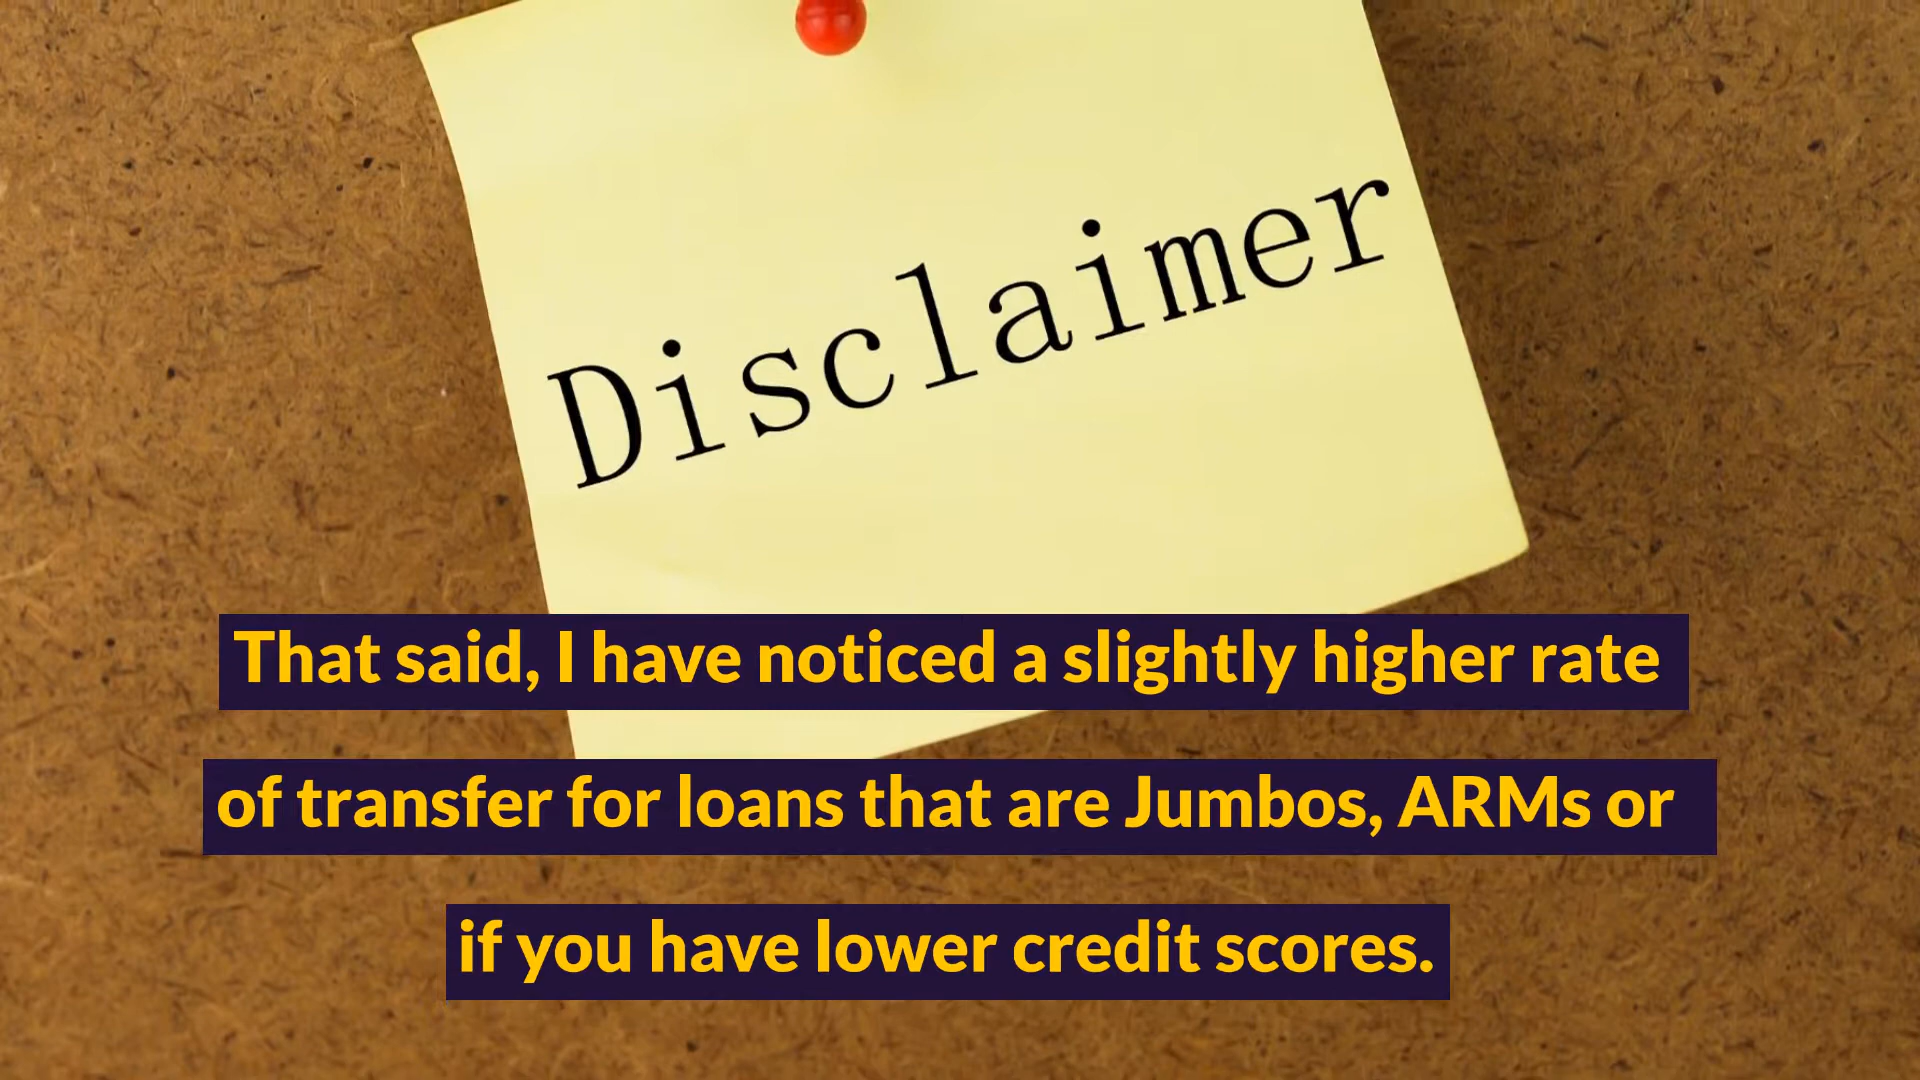 Disclaimer
That said, I have noticed a slightly higher rate
of transfer for loans that are Jumbos, ARMs or
if you have lower credit scores.